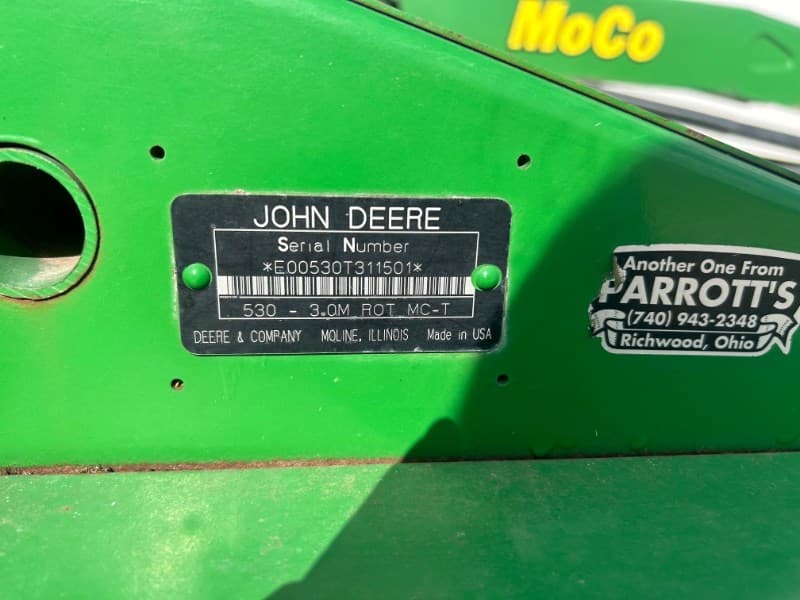 MoCo
JOHN DEERE
Serial Number
*E00530T311501*
530 - 3.0M ROT MC-T
DEERE & COMPANY MOLINE, ILLINOIS Made in USA
Another One From
PARROTT'S
(740) 943-2348
Richwood, Ohio